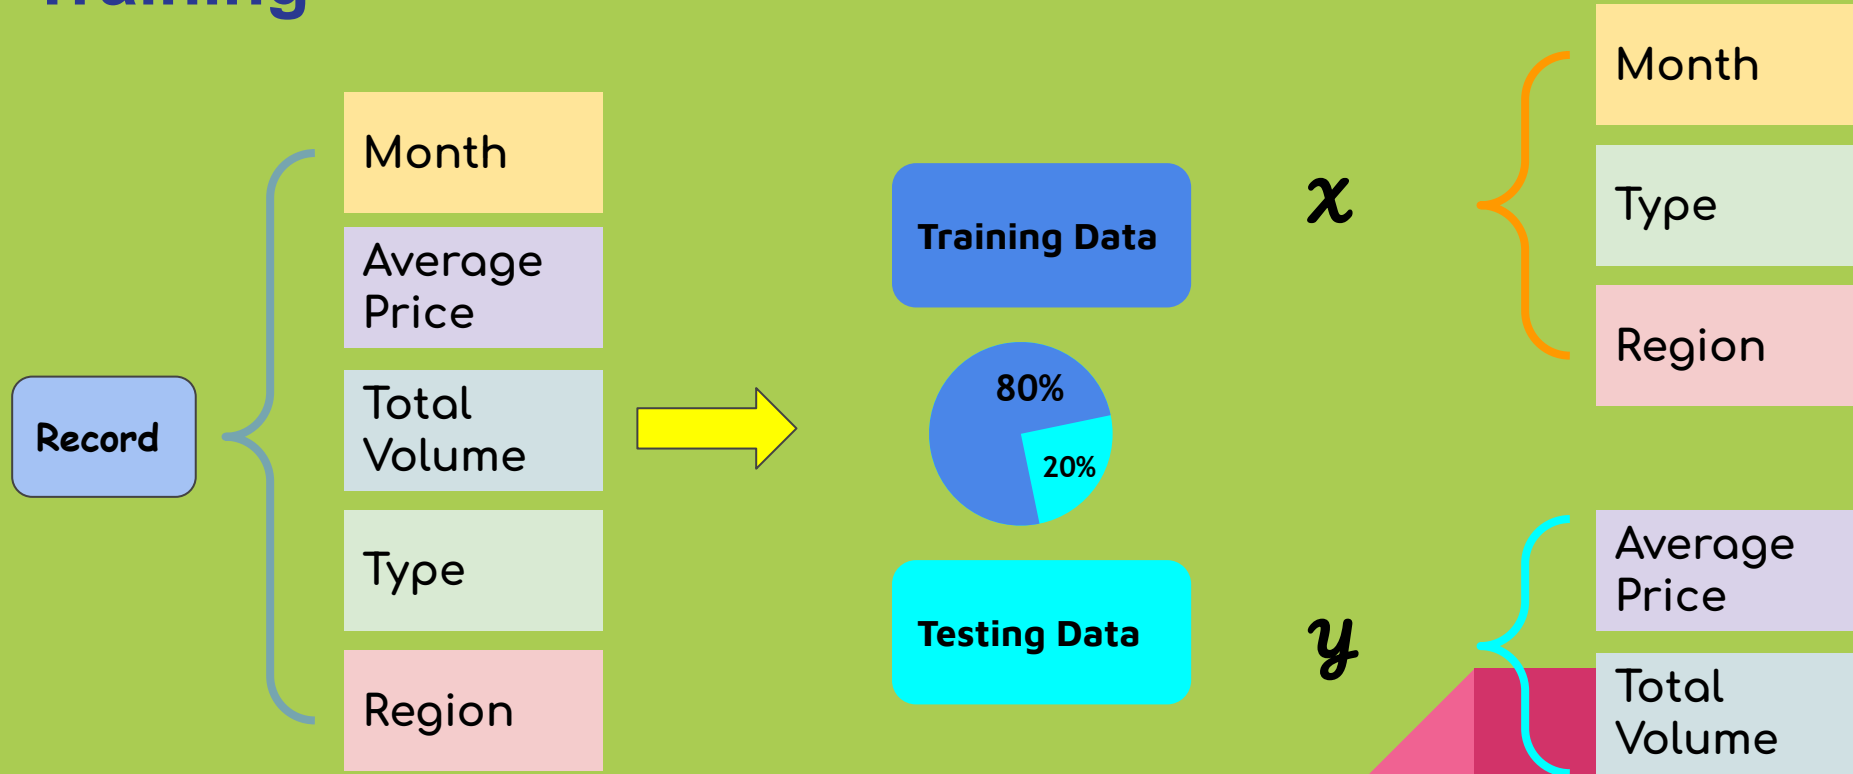 Training
Record
Month
Average
Price
Total
Volume
Type
Region
Training Data
80%
20%
Testing Data
x
Month
Type
Region
y
Average
Price
Total
Volume